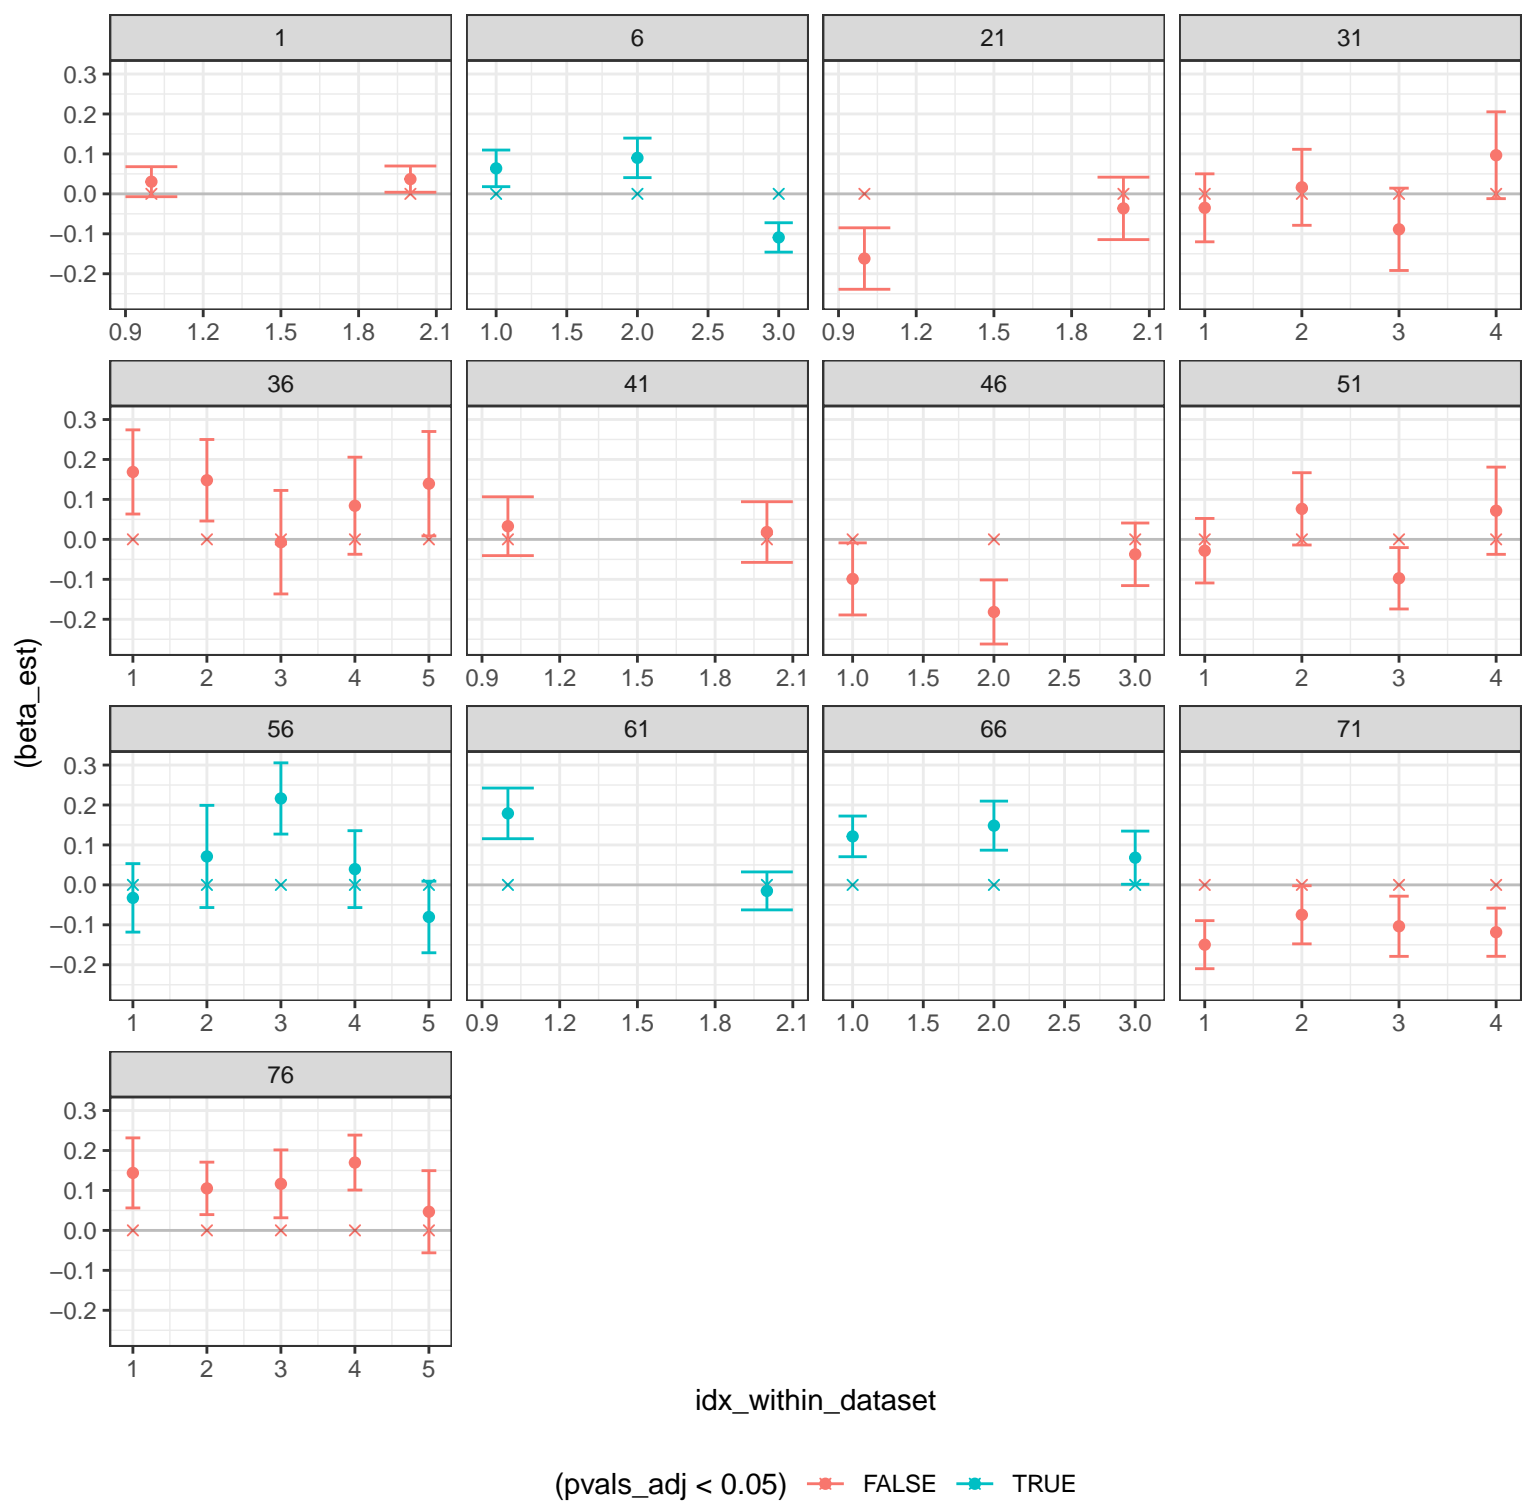 1 6 21 31
0.3
0.2
0.1
0.0
−0.1
−0.2
0.9 1.2 1.5 1.8 2.1 1.0 1.5 2.0 2.5 3.0 0.9 1.2 1.5 1.8 2.1 1 2 3 4
36 41 46 51
0.3
0.2
0.1
0.0
−0.1
−0.2
1 2 3 4 5 0.9 1.2 1.5 1.8 2.1 1.0 1.5 2.0 2.5 3.0 1 2 3 4
(beta_est)
56 61 66 71
0.3
0.2
0.1
0.0
−0.1
−0.2
1 2 3 4 5 0.9 1.2 1.5 1.8 2.1 1.0 1.5 2.0 2.5 3.0 1 2 3 4
76
0.3
0.2
0.1
0.0
−0.1
−0.2
1 2 3 4 5
idx_within_dataset
(pvals_adj < 0.05) FALSE TRUE